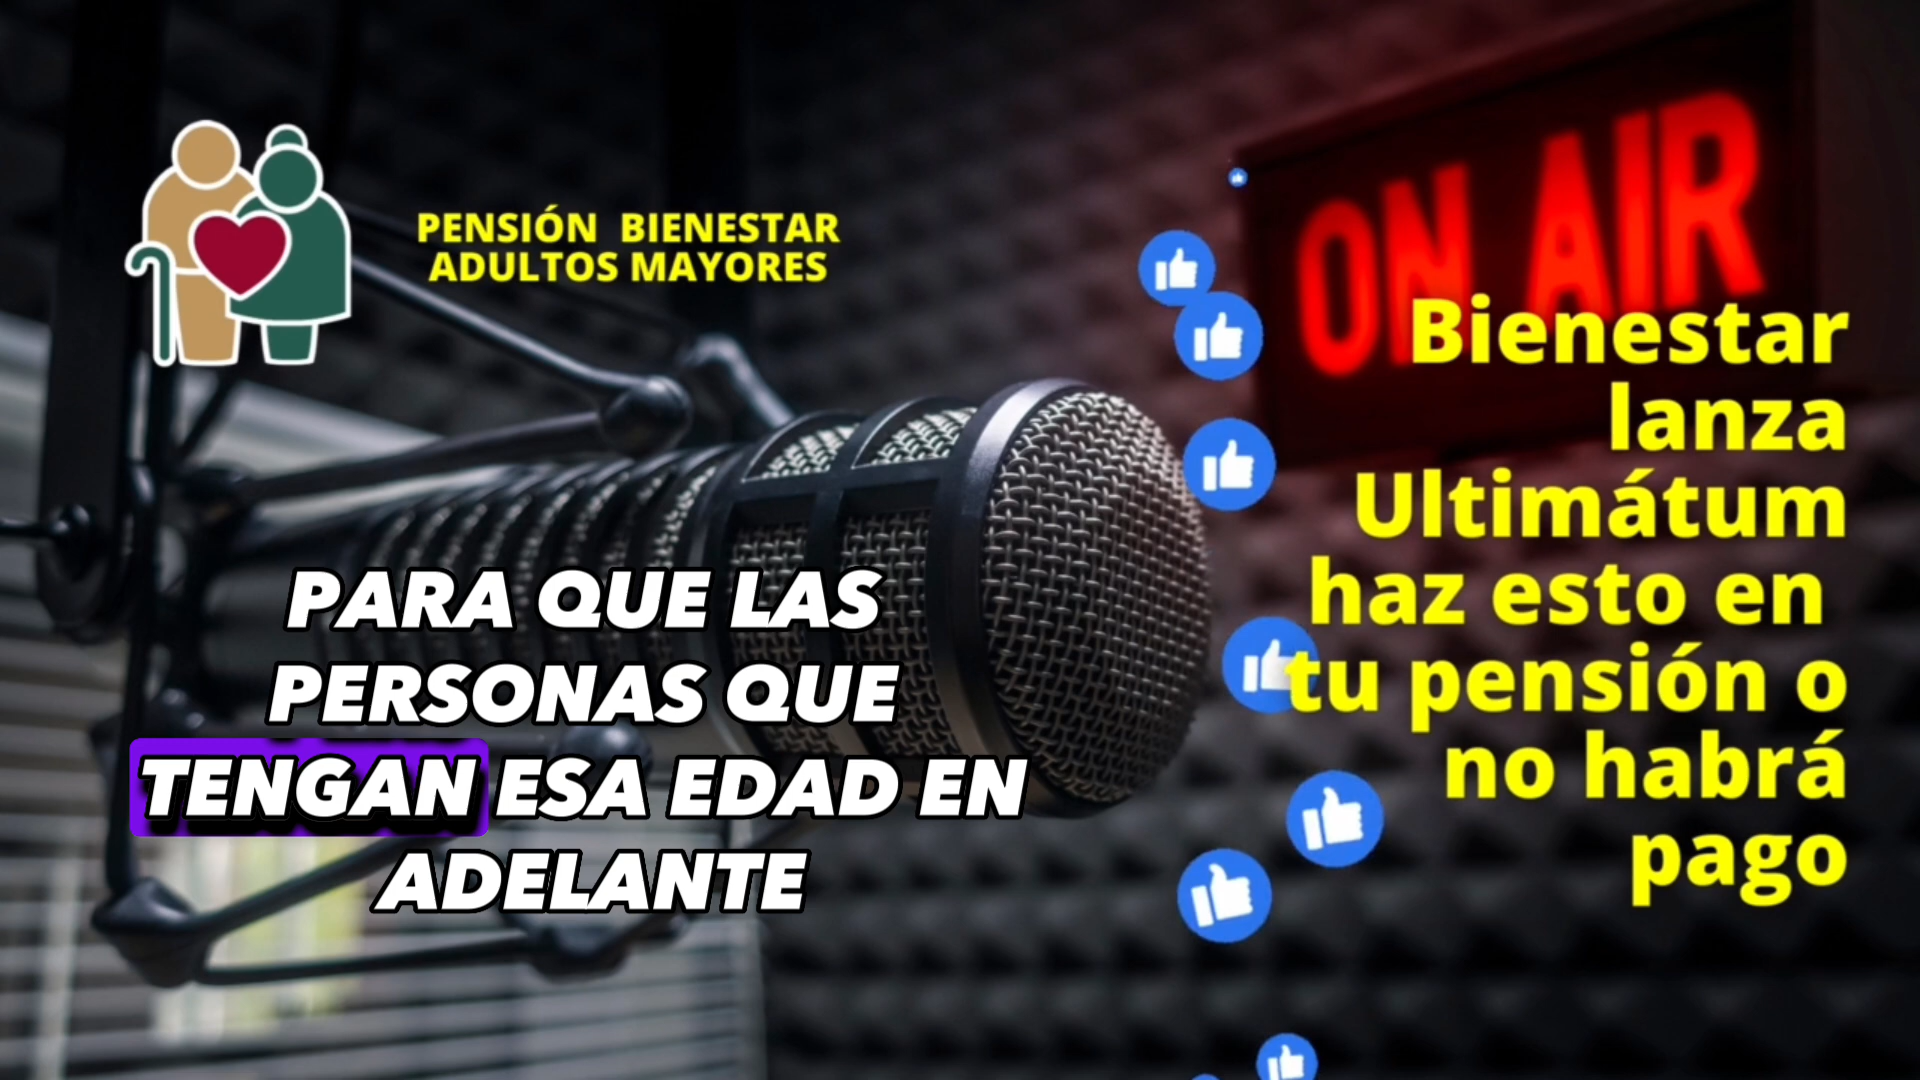 PENSIÓN BIENESTAR
ADULTOS MAYORES
ON AIR
Bienestar
lanza
Ultimátum
haz esto en
tu pensión o
no habrá
pago
PARA QUE LAS
PERSONAS QUE
TENGAN ESA EDAD EN
ADELANTE